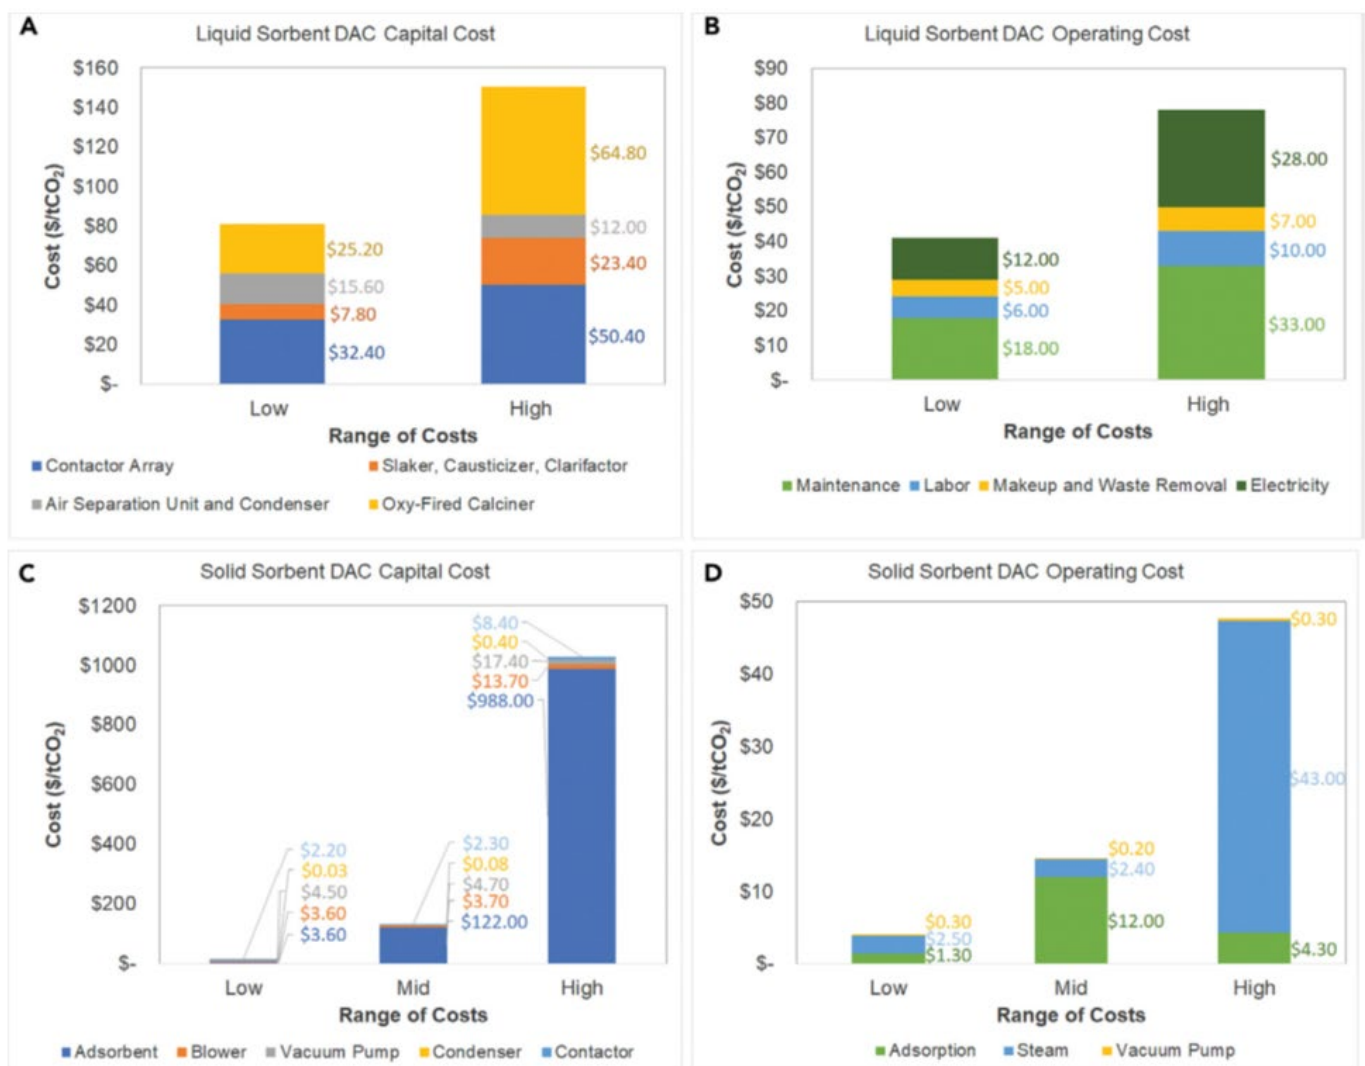 A
Liquid Sorbent DAC Capital Cost
$160
$140
$120
$100
$80
$60
$40
$20
$-
Cost ($/tCO₂)
$25.20
$15.60
$7.80
$32.40
$64.80
$12.00
$23.40
$50.40
Low High
Range of Costs
Contactor Array Slaker, Causticizer, Clarifactor
Air Separation Unit and Condenser Oxy-Fired Calciner
B
Liquid Sorbent DAC Operating Cost
$90
$80
$70
$60
$50
$40
$30
$20
$10
$-
Cost ($/tCO₂)
$12.00
$5.00
$6.00
$18.00
$28.00
$7.00
$10.00
$33.00
Low High
Range of Costs
Maintenance Labor Makeup and Waste Removal Electricity
C
Solid Sorbent DAC Capital Cost
$1200
$1000
$800
$600
$400
$200
$-
Cost ($/tCO₂)
$2.20
$0.03
$4.50
$3.60
$3.60
$2.30
$0.08
$4.70
$3.70
$122.00
$8.40
$0.40
$17.40
$13.70
$988.00
Low Mid High
Range of Costs
Adsorbent Blower Vacuum Pump Condenser Contactor
D
Solid Sorbent DAC Operating Cost
$50
$40
$30
$20
$10
$-
Cost ($/tCO₂)
$0.30
$2.50
$1.30
$0.20
$2.40
$12.00
$0.30
$43.00
$4.30
Low Mid High
Range of Costs
Adsorption Steam Vacuum Pump